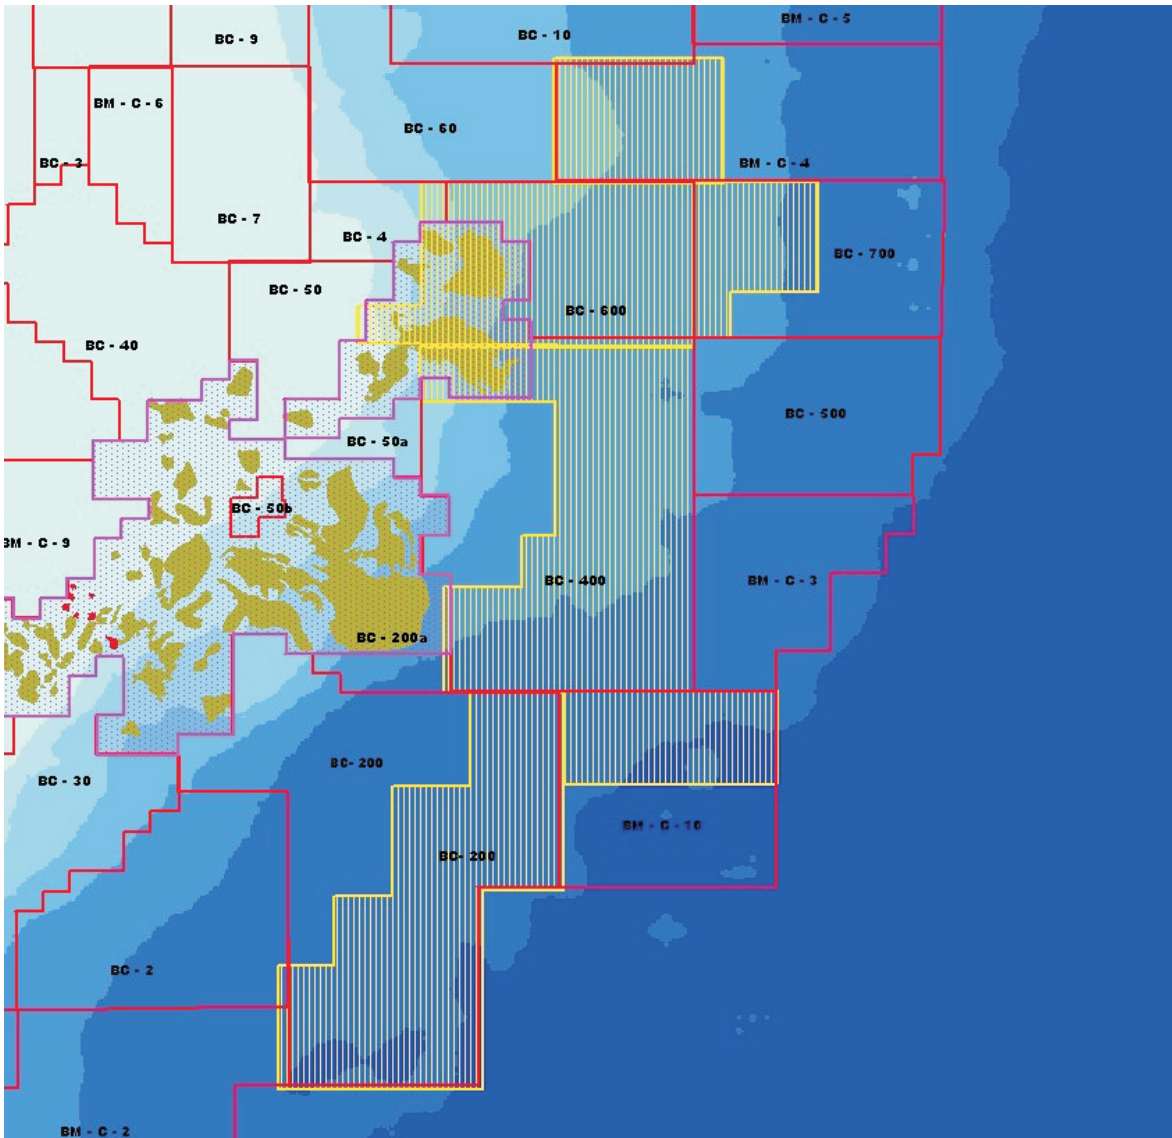 BM - C - 5
BC - 9
BC - 10
BM - C - 6
BC - 60
BC - 3
BM - C - 4
BC - 7
BC - 4
BC - 700
BC - 50
BC - 600
BC - 40
BC - 500
BC - 50a
BC - 50b
BM - C - 9
BC - 400
BM - C - 3
BC - 200a
BC- 200
BC - 30
BM - C - 10
BC- 200
BC - 2
BM - C - 2